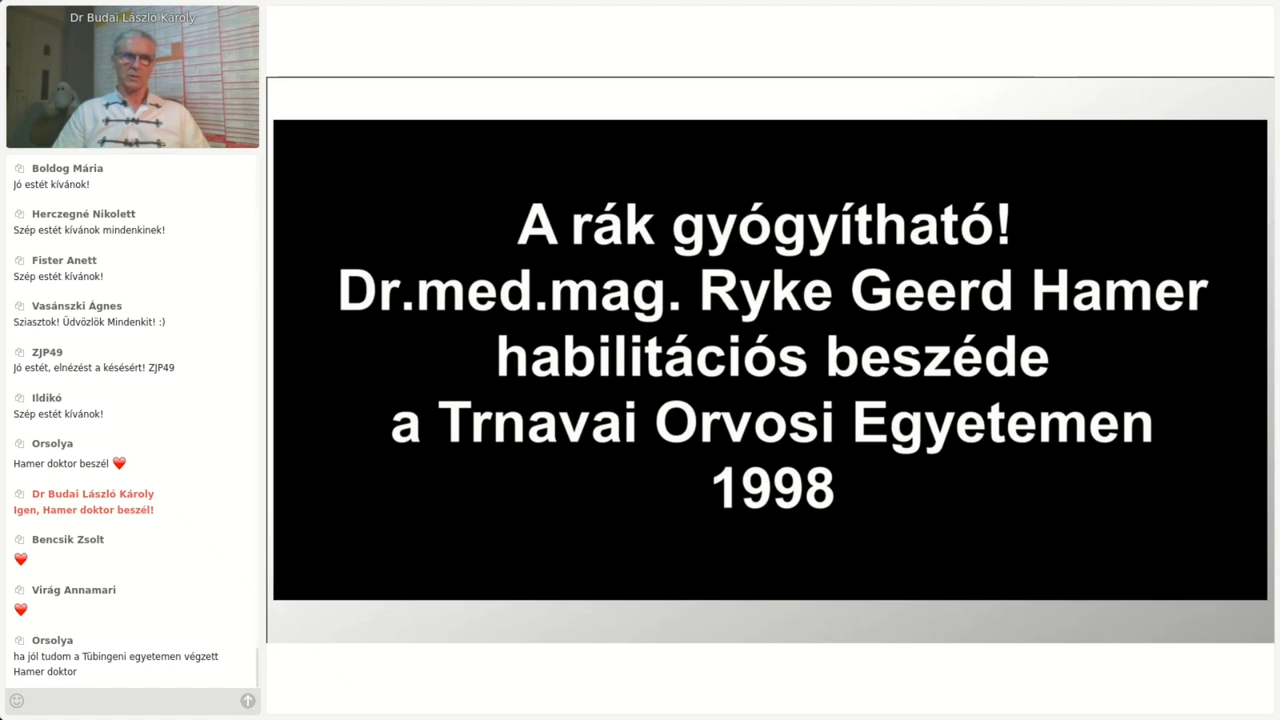 Dr Budai László Károly
Boldog Mária
Jó estét kívánok!
Herczegné Nikolett
Szép estét kívánok mindenkinek!
Fister Anett
Szép estét kívánok!
Vasánszki Ágnes
Sziasztok! Üdvözlök Mindenkit! :)
ZJP49
Jó estét, elnézést a késésért! ZJP49
Ildikó
Szép estét kívánok!
Orsolya
Hamer doktor beszél ❤️
Dr Budai László Károly
Igen, Hamer doktor beszél!
Bencsik Zsolt
❤️
Virág Annamari
❤️
Orsolya
ha jól tudom a Tübingeni egyetemen végzett
Hamer doktor
A rák gyógyítható!
Dr.med.mag. Ryke Geerd Hamer
habilitációs beszéde
a Trnavai Orvosi Egyetemen
1998